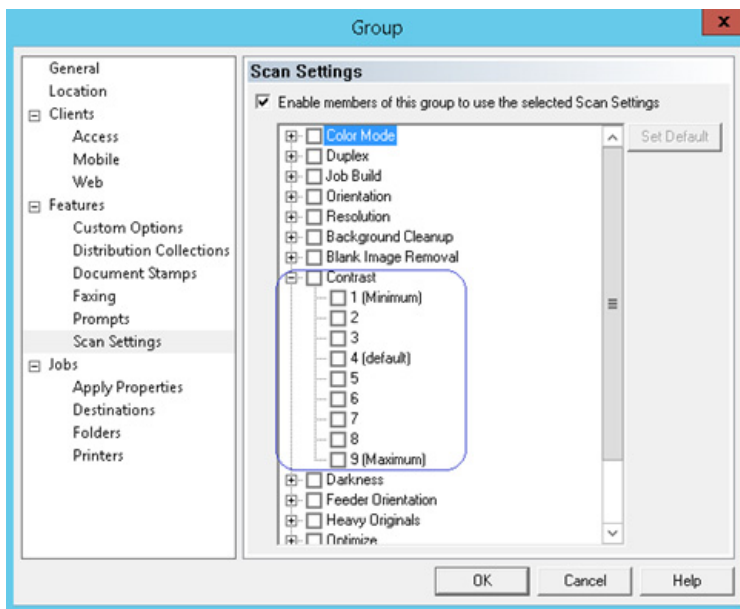 Group
x
General
Location
Clients
Access
Mobile
Web
Features
Custom Options
Distribution Collections
Document Stamps
Faxing
Prompts
Scan Settings
Jobs
Apply Properties
Destinations
Folders
Printers
Scan Settings
Enable members of this group to use the selected Scan Settings
Color Mode
Duplex
Job Build
Orientation
Resolution
Background Cleanup
Blank Image Removal
Contrast
1 (Minimum)
2
3
4 (default)
5
6
7
8
9 (Maximum)
Darkness
Feeder Orientation
Heavy Originals
Optimize
Set Default
OK
Cancel
Help